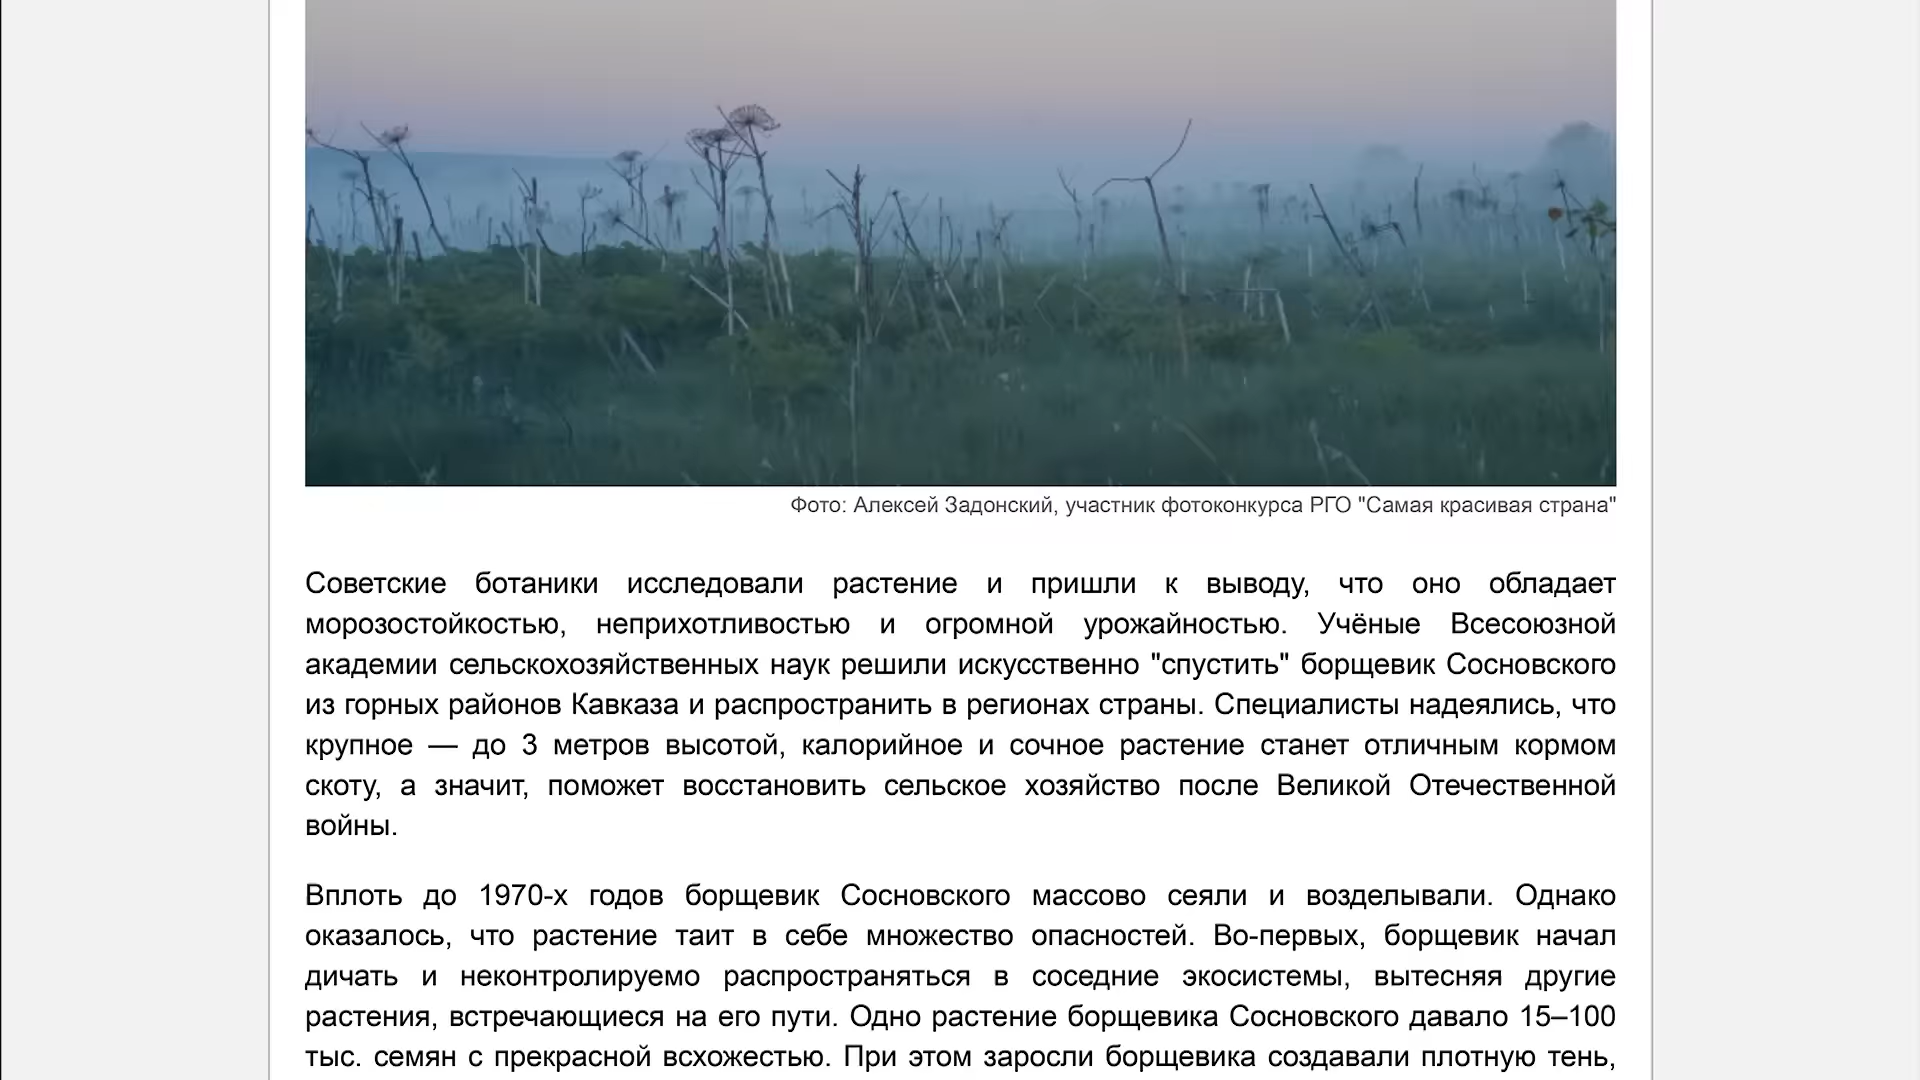 Фото: Алексей Задонский, участник фотоконкурса РГО "Самая красивая страна"
Советские ботаники исследовали растение и пришли к выводу, что оно обладает
морозостойкостью, неприхотливостью и огромной урожайностью. Учёные Всесоюзной
академии сельскохозяйственных наук решили искусственно "спустить" борщевик Сосновского
из горных районов Кавказа и распространить в регионах страны. Специалисты надеялись, что
крупное — до 3 метров высотой, калорийное и сочное растение станет отличным кормом
скоту, а значит, поможет восстановить сельское хозяйство после Великой Отечественной
войны.
Вплоть до 1970-х годов борщевик Сосновского массово сеяли и возделывали. Однако
оказалось, что растение таит в себе множество опасностей. Во-первых, борщевик начал
дичать и неконтролируемо распространяться в соседние экосистемы, вытесняя другие
растения, встречающиеся на его пути. Одно растение борщевика Сосновского давало 15–100
тыс. семян с прекрасной всхожестью. При этом заросли борщевика создавали плотную тень,